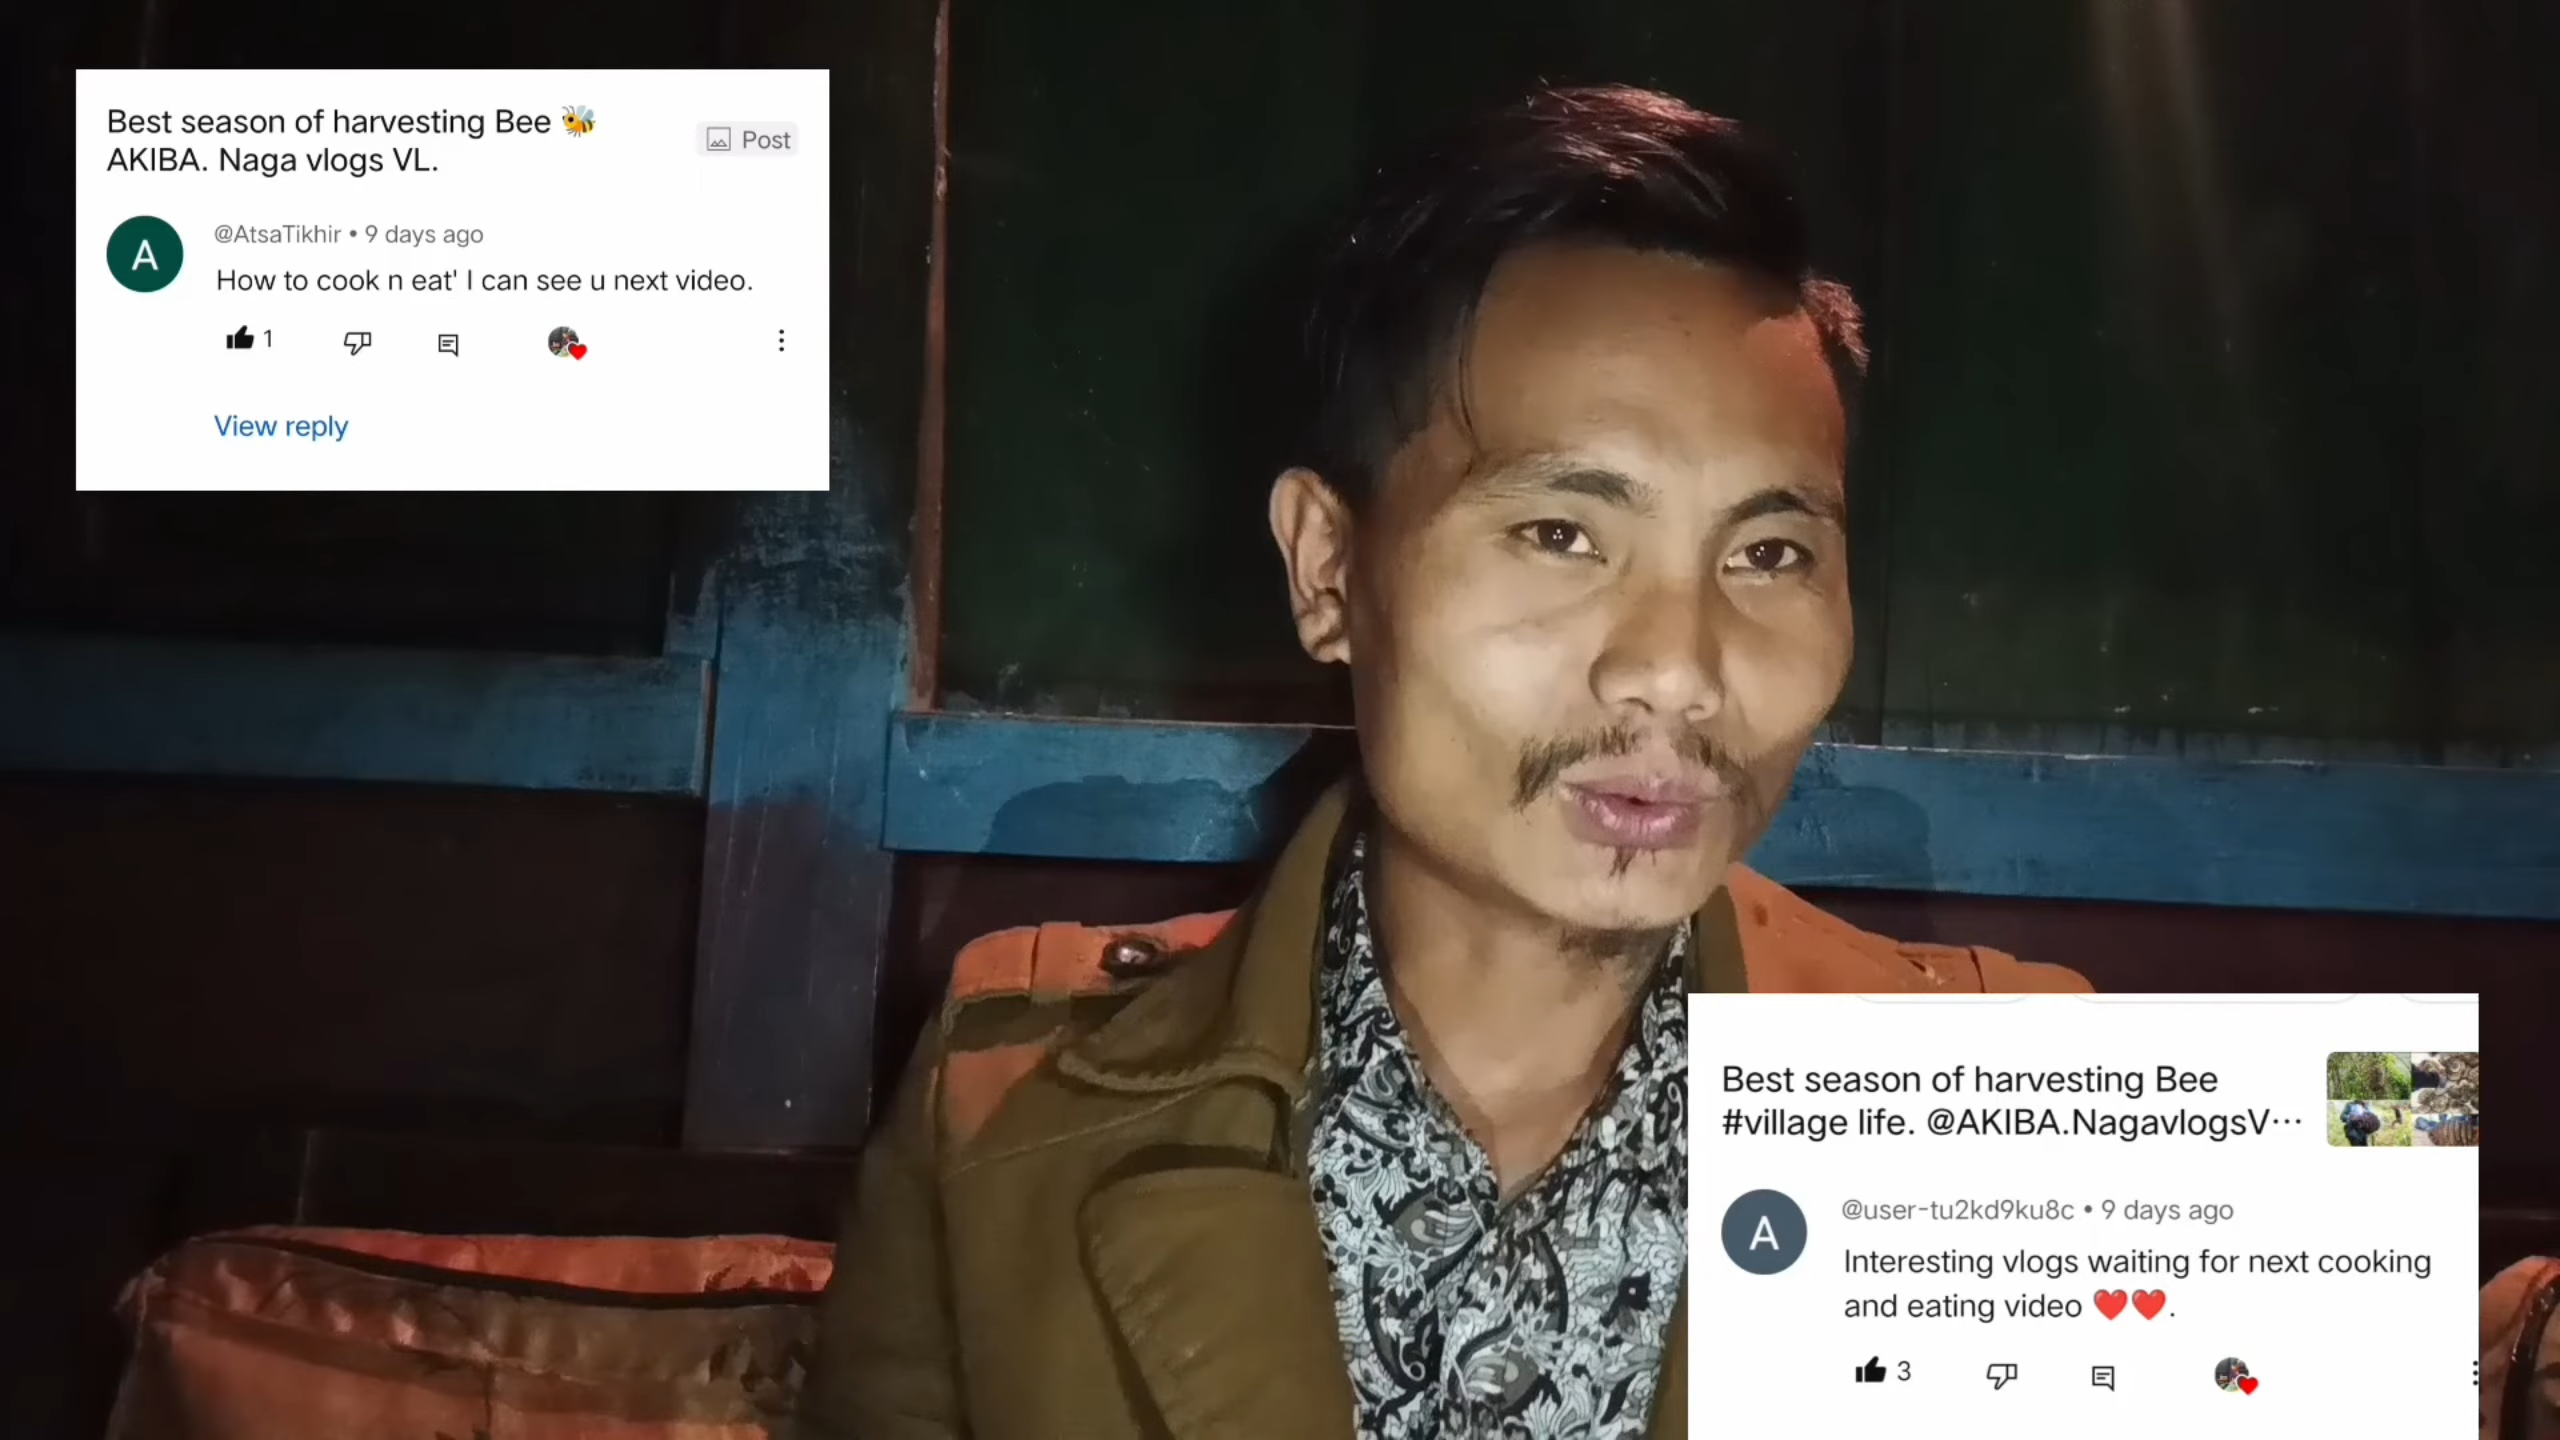 Best season of harvesting Bee 🐝
AKIBA. Naga vlogs VL.
Post
A
@AtsaTikhir • 9 days ago
How to cook n eat' I can see u next video.
1
View reply
Best season of harvesting Bee
#village life. @AKIBA.NagavlogsV...
A
@user-tu2kd9ku8c • 9 days ago
Interesting vlogs waiting for next cooking
and eating video ❤️❤️.
3